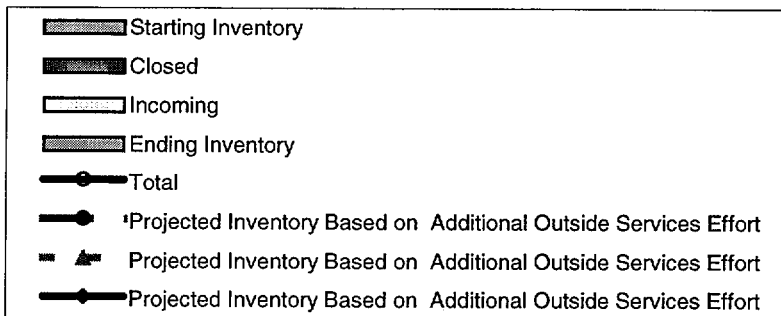 Starting Inventory
Closed
Incoming
Ending Inventory
Total
Projected Inventory Based on Additional Outside Services Effort
Projected Inventory Based on Additional Outside Services Effort
Projected Inventory Based on Additional Outside Services Effort